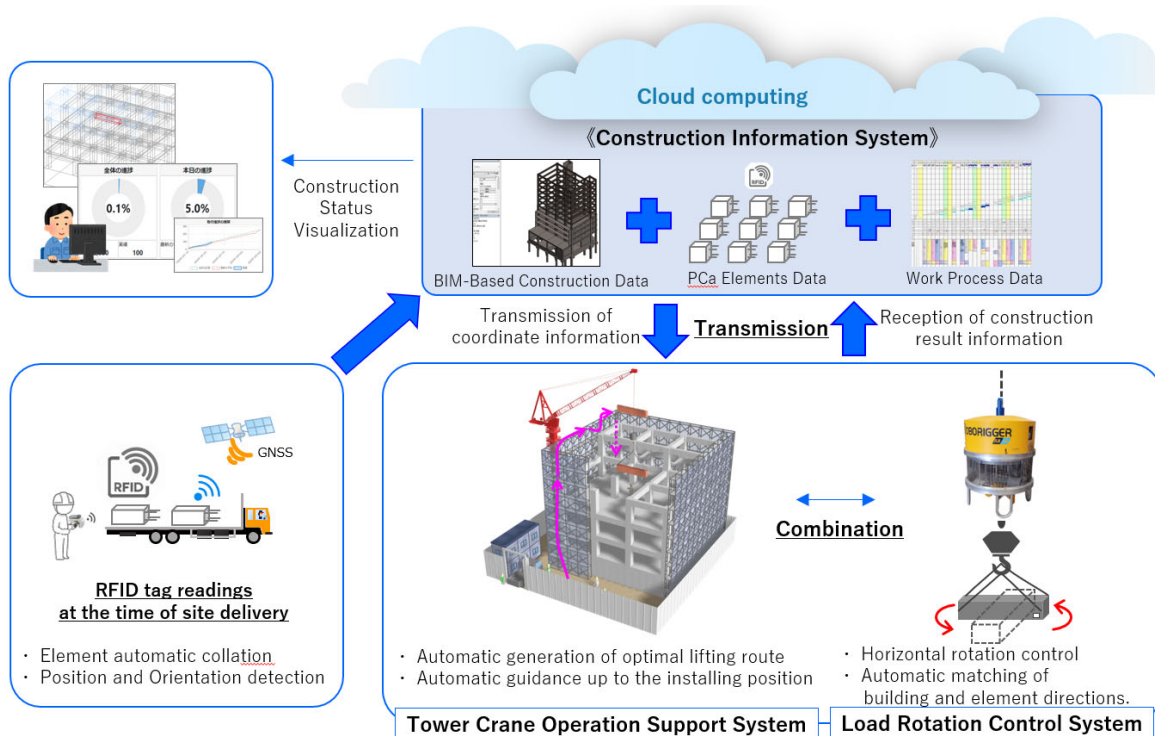 Cloud computing
《Construction Information System》
RFID
BIM-Based Construction Data
PCa Elements Data
Work Process Data
Construction
Status
Visualization
全体の進捗
本日の進捗
0.1%
5.0%
100
Transmission of
coordinate information
Transmission
Reception of construction
result information
GNSS
RFID
RFID tag readings
at the time of site delivery
· Element automatic collation
· Position and Orientation detection
OBORIGGER
Combination
· Automatic generation of optimal lifting route
· Automatic guidance up to the installing position
· Horizontal rotation control
· Automatic matching of
building and element directions.
Tower Crane Operation Support System
Load Rotation Control System